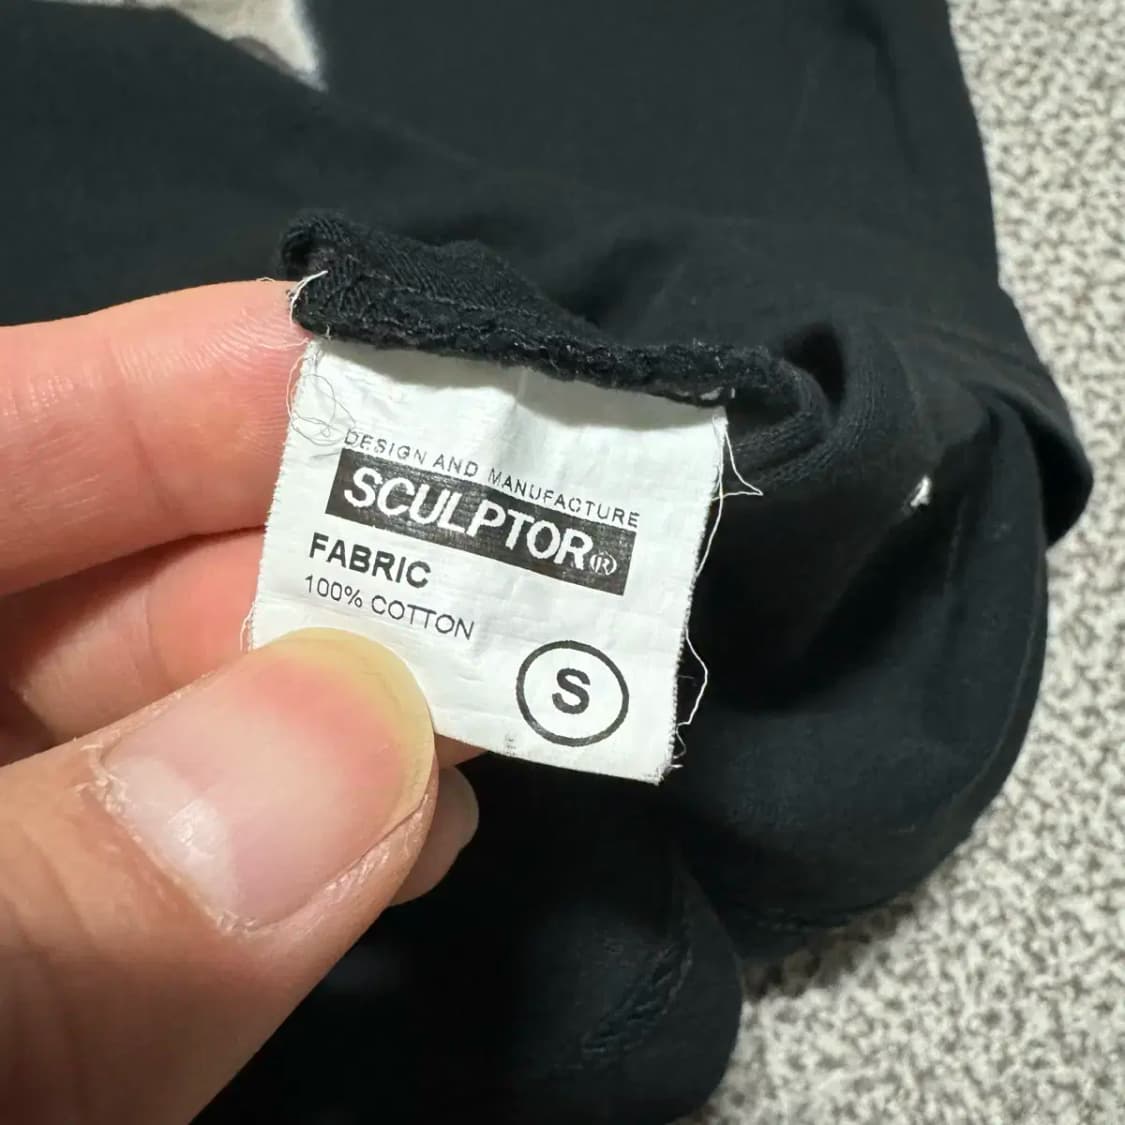 DESIGN AND MANUFACTURE
SCULPTOR®
FABRIC
100% COTTON
S